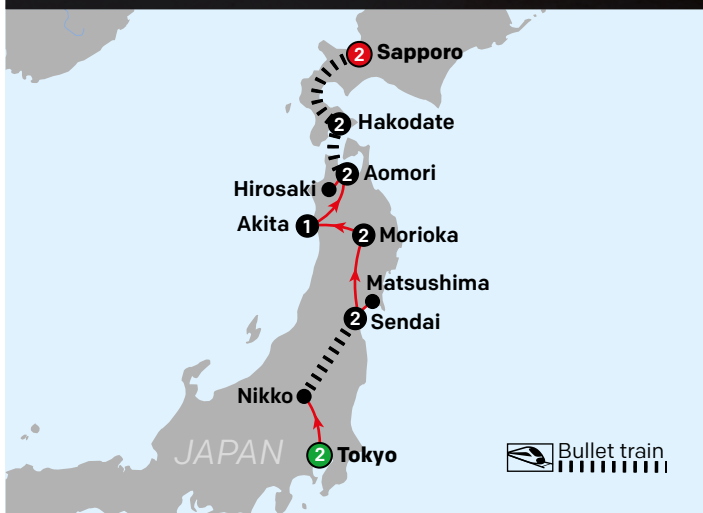 2 Sapporo
2 Hakodate
2 Aomori
Hirosaki
Akita 1
2 Morioka
Matsushima
2 Sendai
Nikko
JAPAN
2 Tokyo
Bullet train